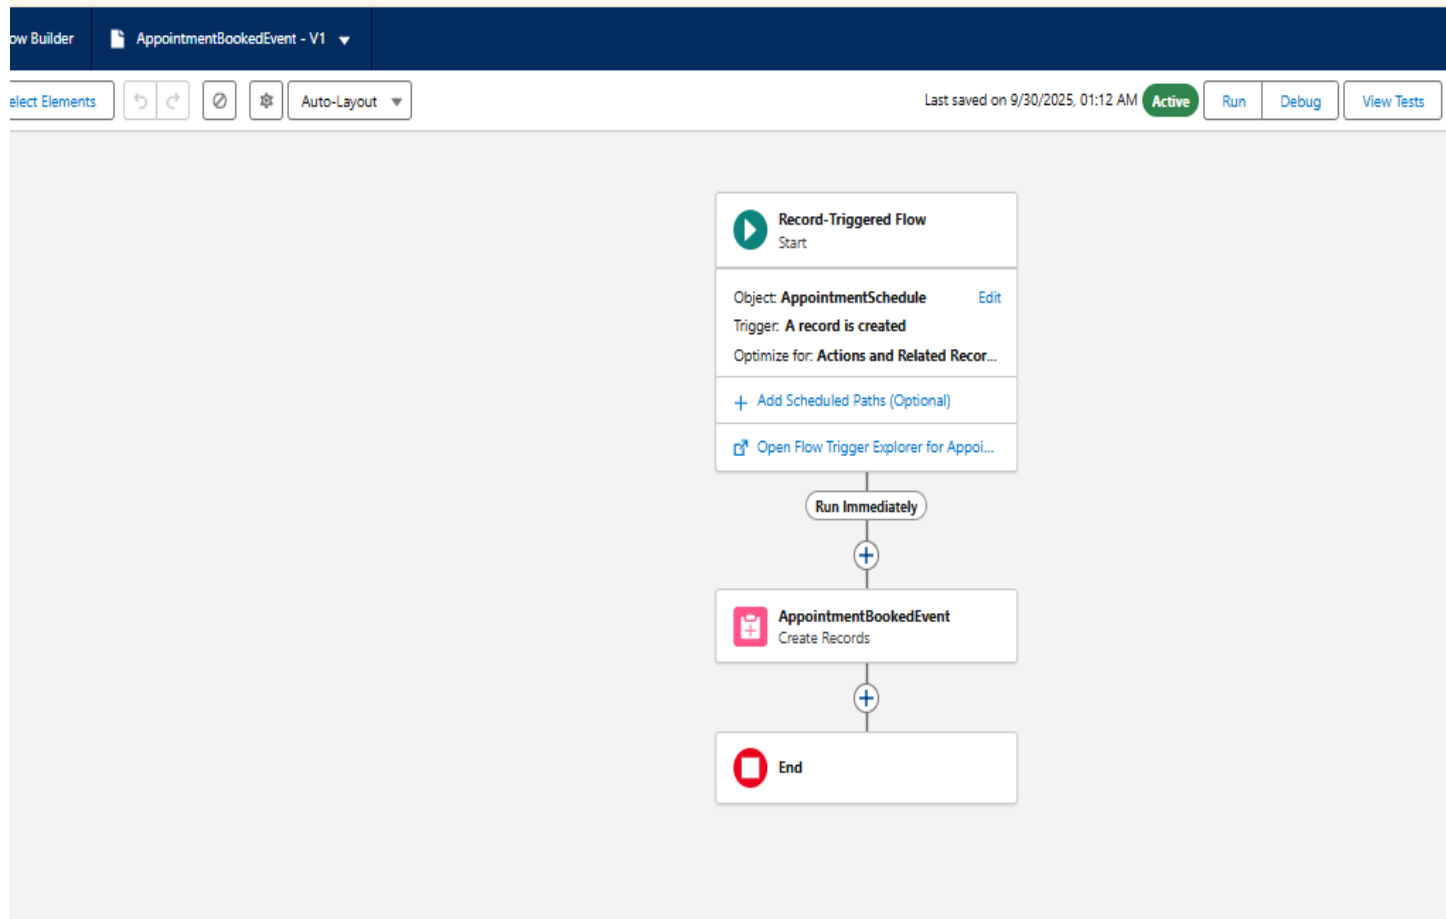 ow Builder
AppointmentBookedEvent - V1
elect Elements
Auto-Layout
Last saved on 9/30/2025, 01:12 AM
Active
Run
Debug
View Tests
Record-Triggered Flow
Start
Object: AppointmentSchedule
Edit
Trigger: A record is created
Optimize for: Actions and Related Recor...
+ Add Scheduled Paths (Optional)
Open Flow Trigger Explorer for Appoi...
Run Immediately
AppointmentBookedEvent
Create Records
End